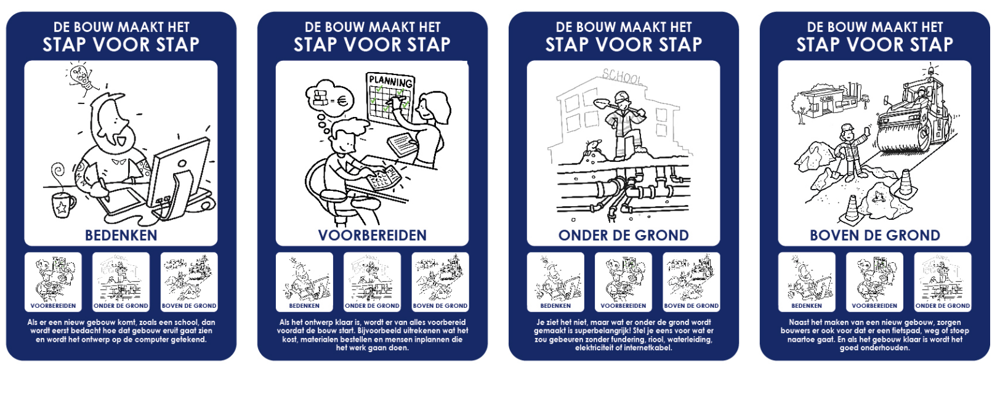 DE BOUW MAAKT HET
STAP VOOR STAP
BEDENKEN
VOORBEREIDEN
ONDER DE GROND
BOVEN DE GROND
Als er een nieuw gebouw komt, zoals een school, dan
wordt eerst bedacht hoe dat gebouw eruit gaat zien
en wordt het ontwerp op de computer getekend.
DE BOUW MAAKT HET
STAP VOOR STAP
PLANNING
= €
VOORBEREIDEN
BEDENKEN
ONDER DE GROND
BOVEN DE GROND
Als het ontwerp klaar is, wordt er van alles voorbereid
voordat de bouw start. Bijvoorbeeld uitrekenen wat het
kost, materialen bestellen en mensen inplannen die
het werk gaan doen.
DE BOUW MAAKT HET
STAP VOOR STAP
SCHOOL
ONDER DE GROND
BEDENKEN
VOORBEREIDEN
BOVEN DE GROND
Je ziet het niet, maar wat er onder de grond wordt
gemaakt is superbelangrijk! Stel je eens voor wat er
zou gebeuren zonder fundering, riool, waterleiding,
elektriciteit of internetkabel.
DE BOUW MAAKT HET
STAP VOOR STAP
SCHOOL
BOVEN DE GROND
BEDENKEN
VOORBEREIDEN
ONDER DE GROND
Naast het maken van een nieuw gebouw, zorgen
bouwers er ook voor dat er een fietspad, weg of stoep
naartoe gaat. En als het gebouw klaar is wordt het
goed onderhouden.